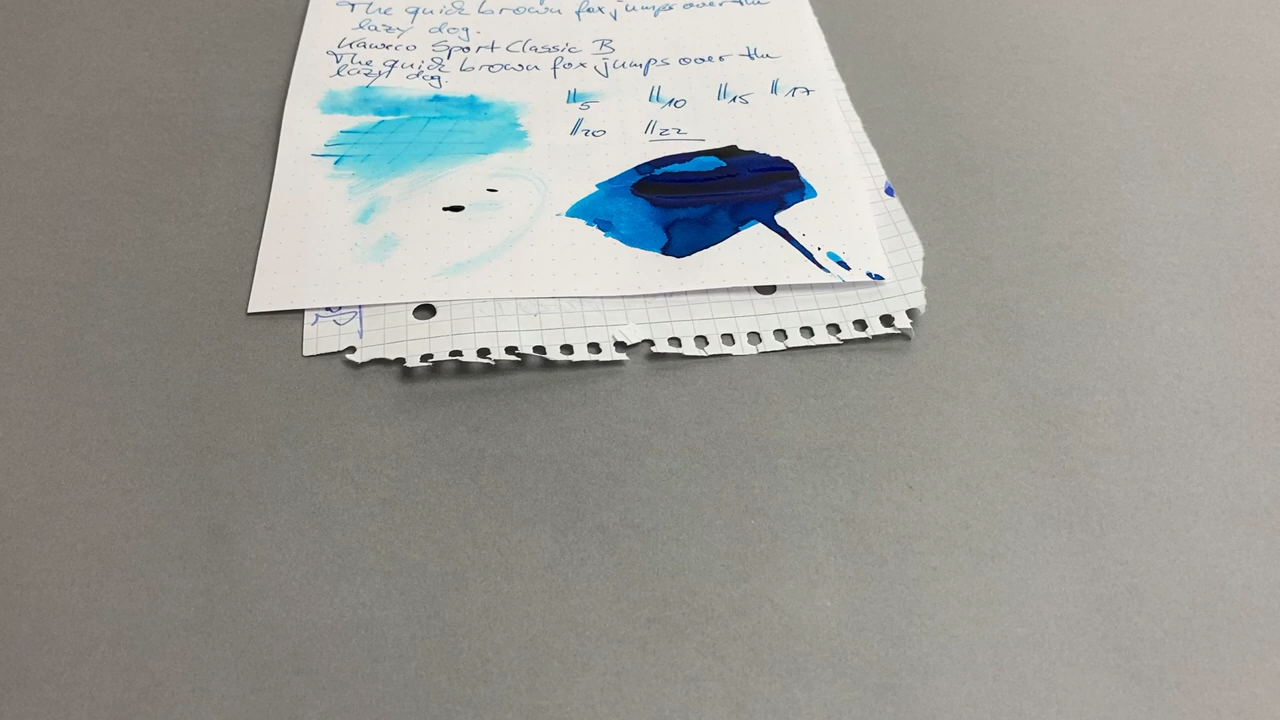 The quick brown fox jumps over the
lazy dog.
Kaweco Sport Classic B
The quick brown fox jumps over the
lazy dog.
5 10 15 17
20 22